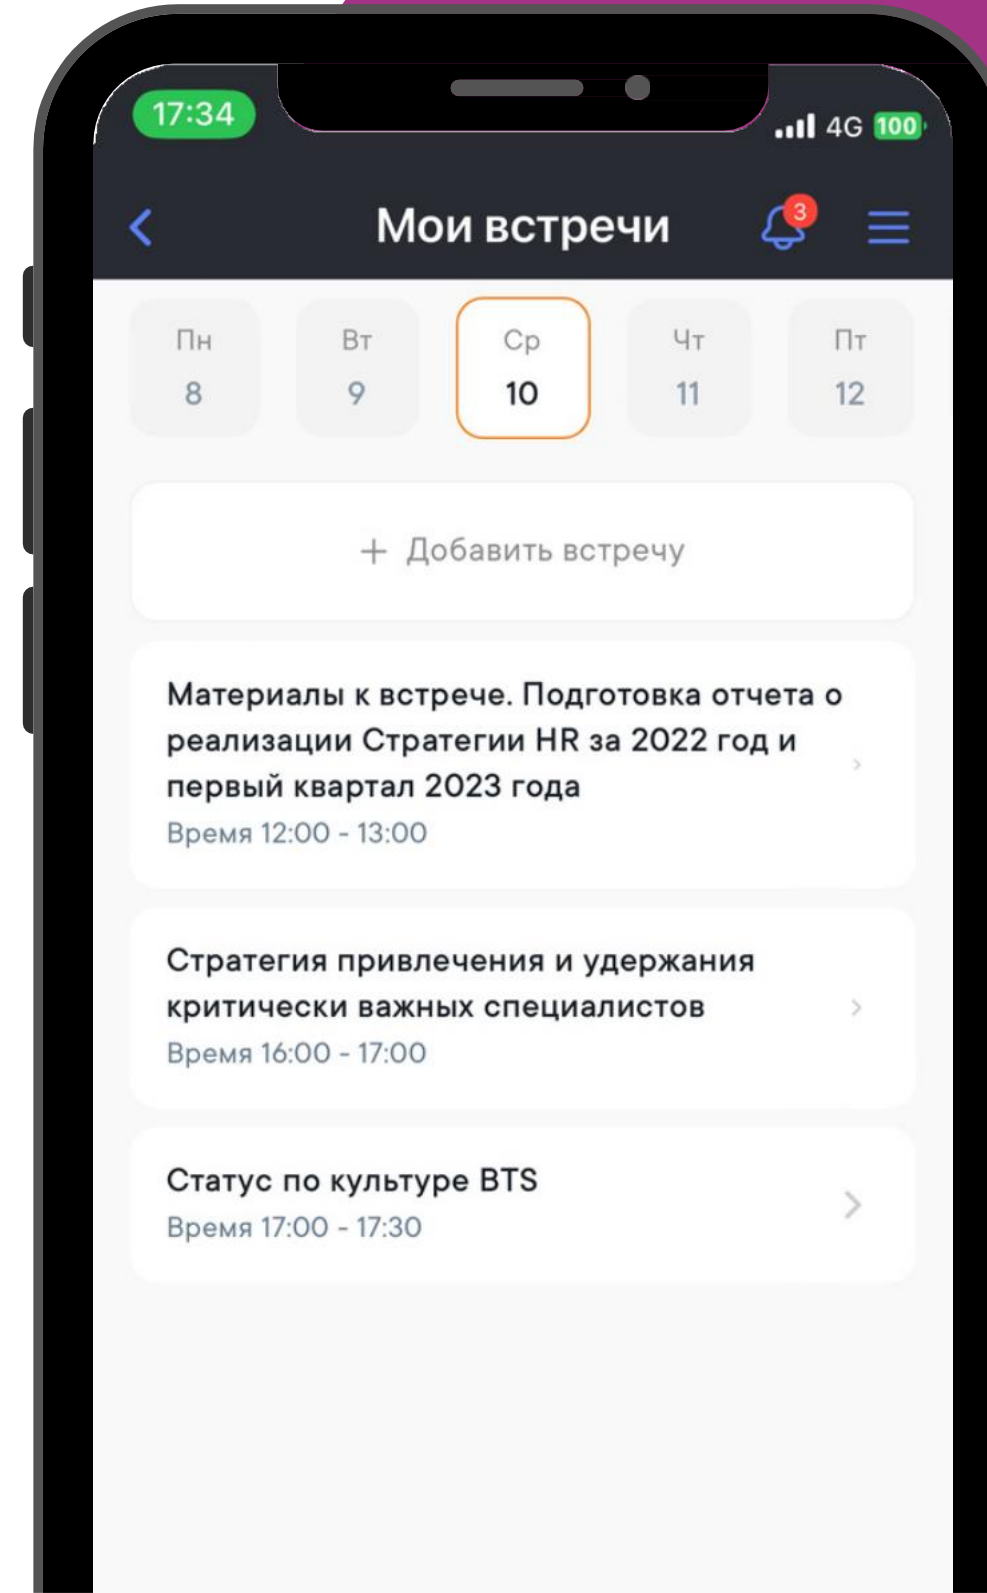 17:34
4G 100
Мои встречи
3
Пн Вт Ср Чт Пт
8 9 10 11 12
+ Добавить встречу
Материалы к встрече. Подготовка отчета о
реализации Стратегии HR за 2022 год и
первый квартал 2023 года
Время 12:00 - 13:00
Стратегия привлечения и удержания
критически важных специалистов
Время 16:00 - 17:00
Статус по культуре BTS
Время 17:00 - 17:30